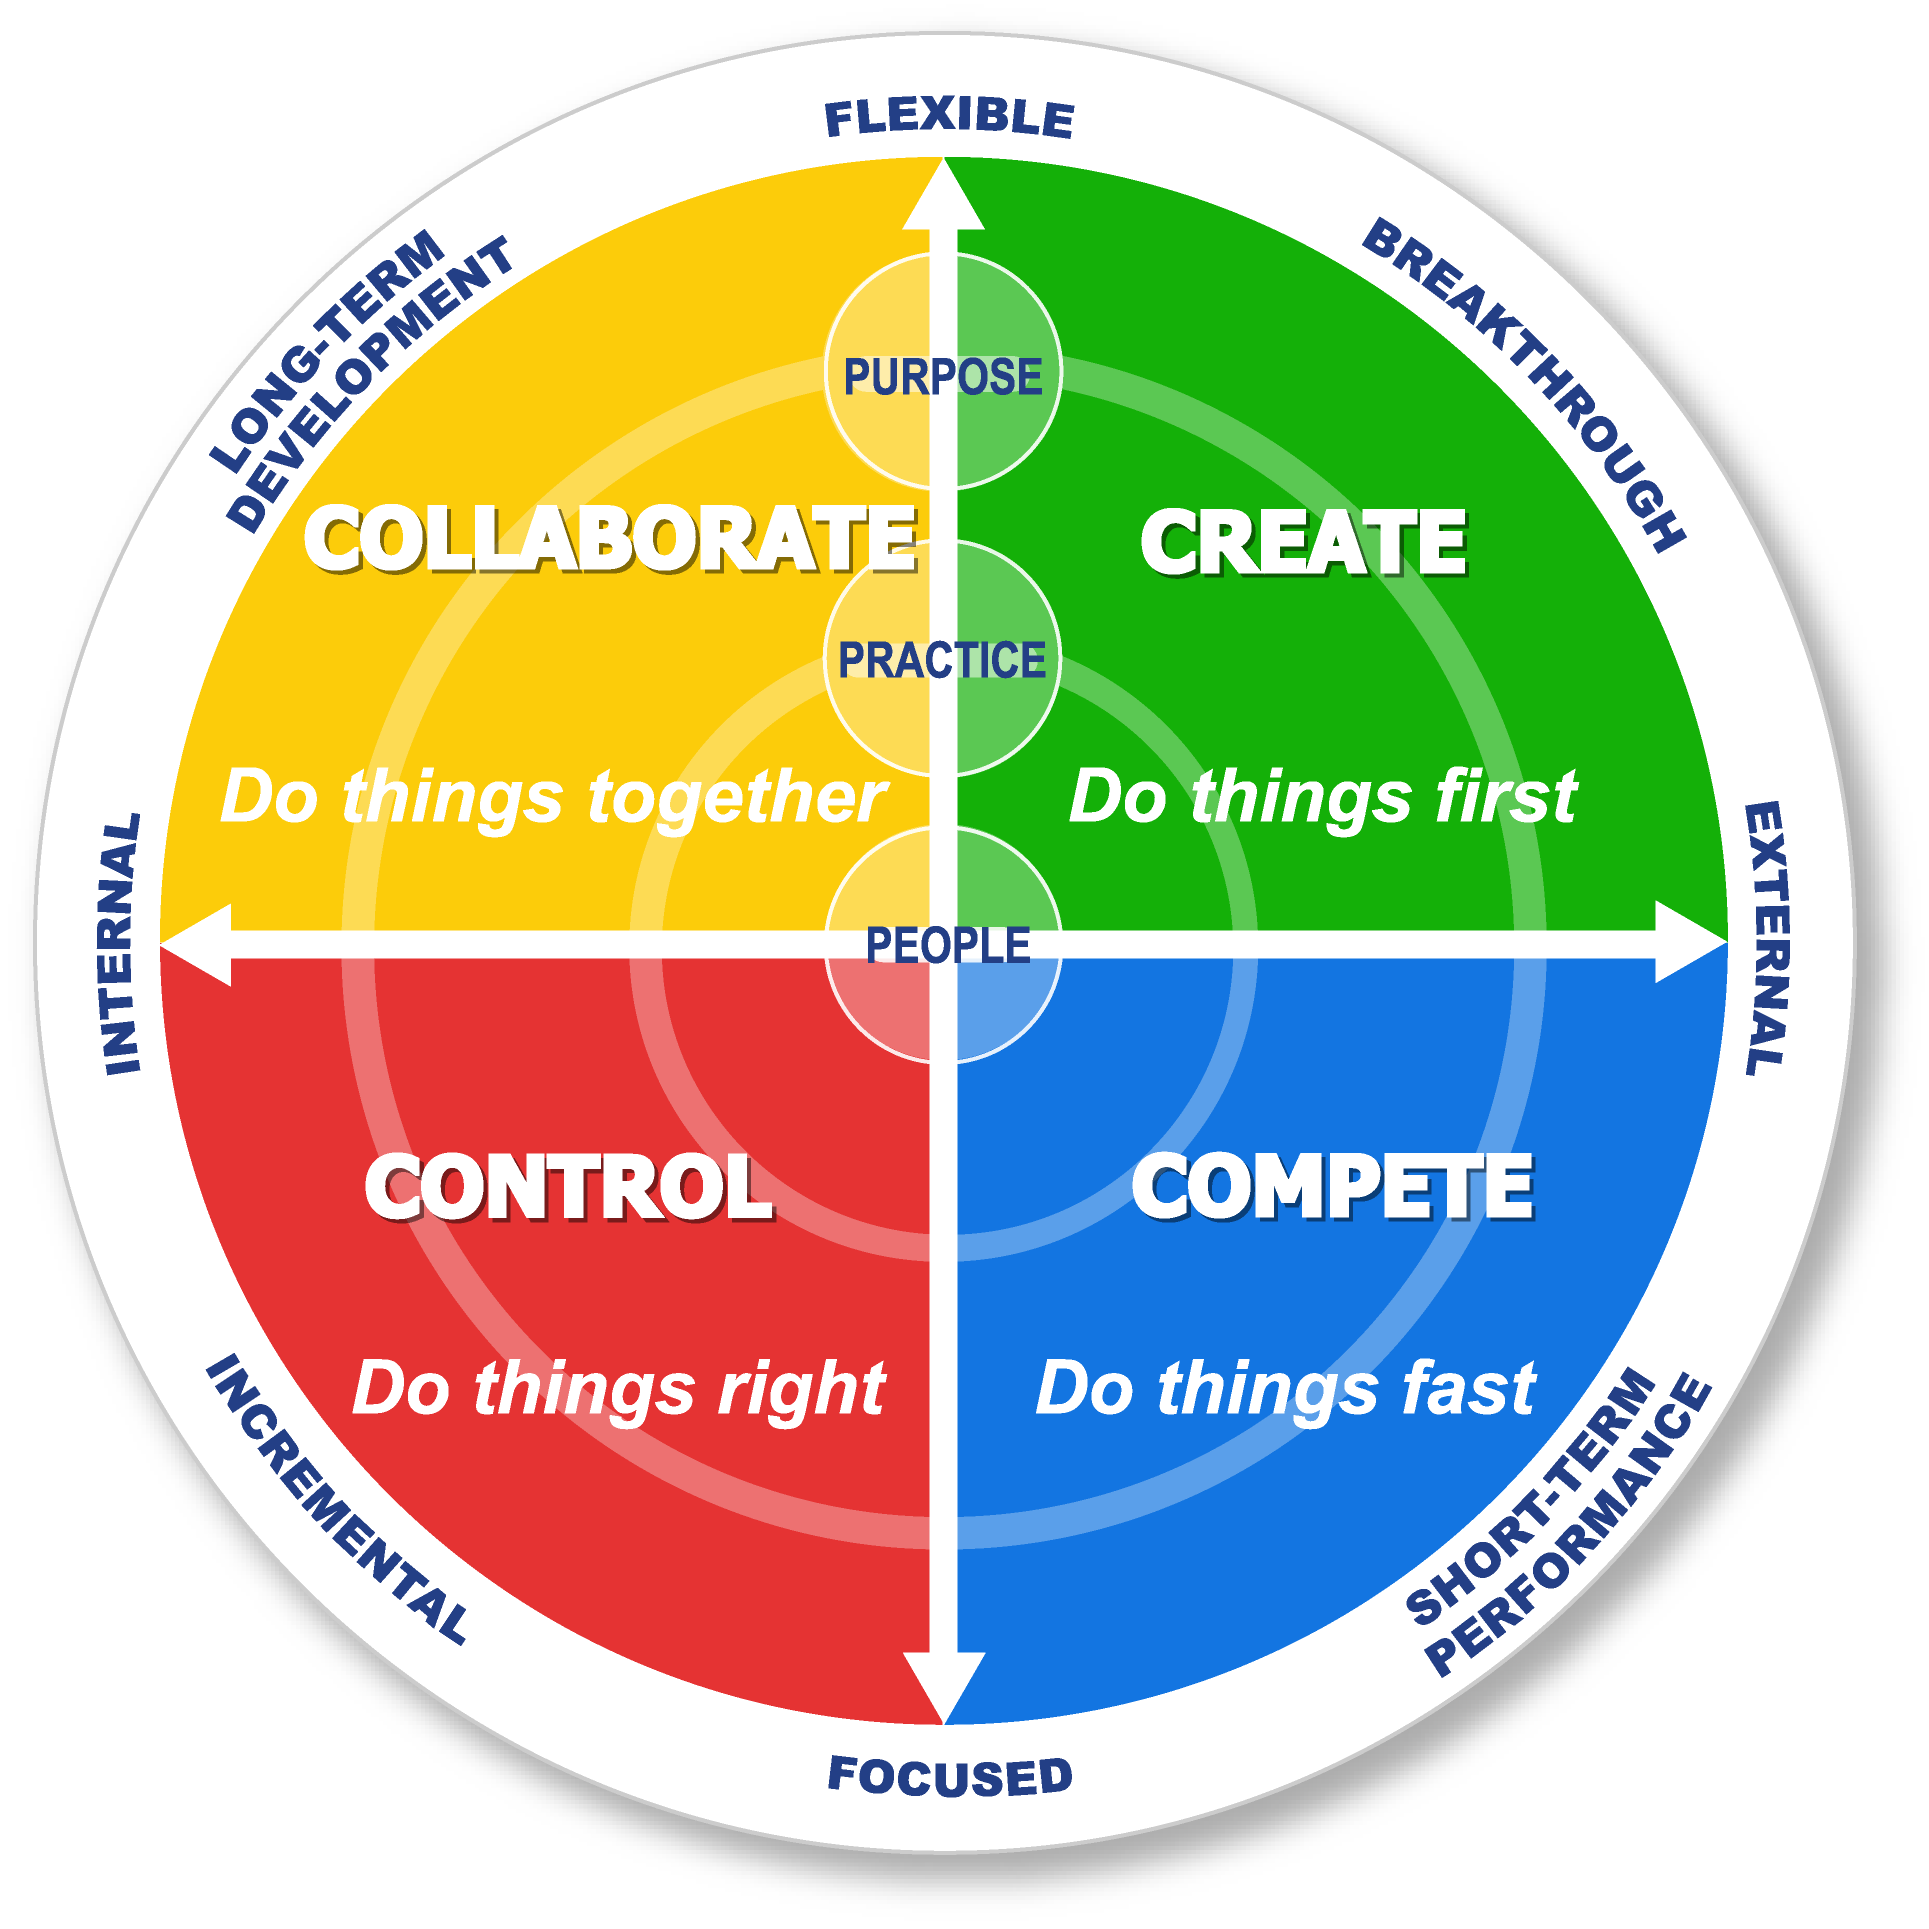 FLEXIBLE
LONG-TERM
DEVELOPMENT
BREAKTHROUGH
PURPOSE
COLLABORATE
CREATE
PRACTICE
Do things together
Do things first
INTERNAL
PEOPLE
EXTERNAL
CONTROL
COMPETE
Do things right
Do things fast
INCREMENTAL
SHORT-TERM
PERFORMANCE
FOCUSED